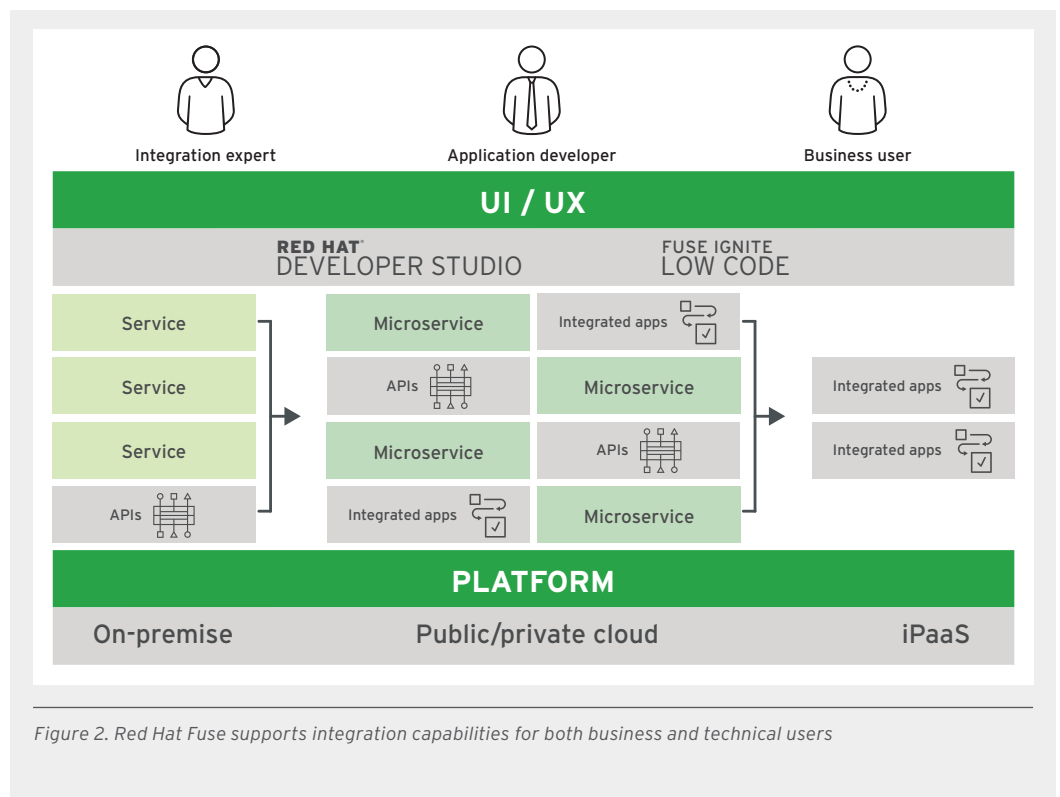 Integration expert
Application developer
Business user
UI / UX
RED HAT
DEVELOPER STUDIO
FUSE IGNITE
LOW CODE
Service
Service
Service
APIs
Microservice
APIs
Microservice
Integrated apps
Integrated apps
Microservice
APIs
Microservice
Integrated apps
Integrated apps
PLATFORM
On-premise
Public/private cloud
iPaaS
Figure 2. Red Hat Fuse supports integration capabilities for both business and technical users